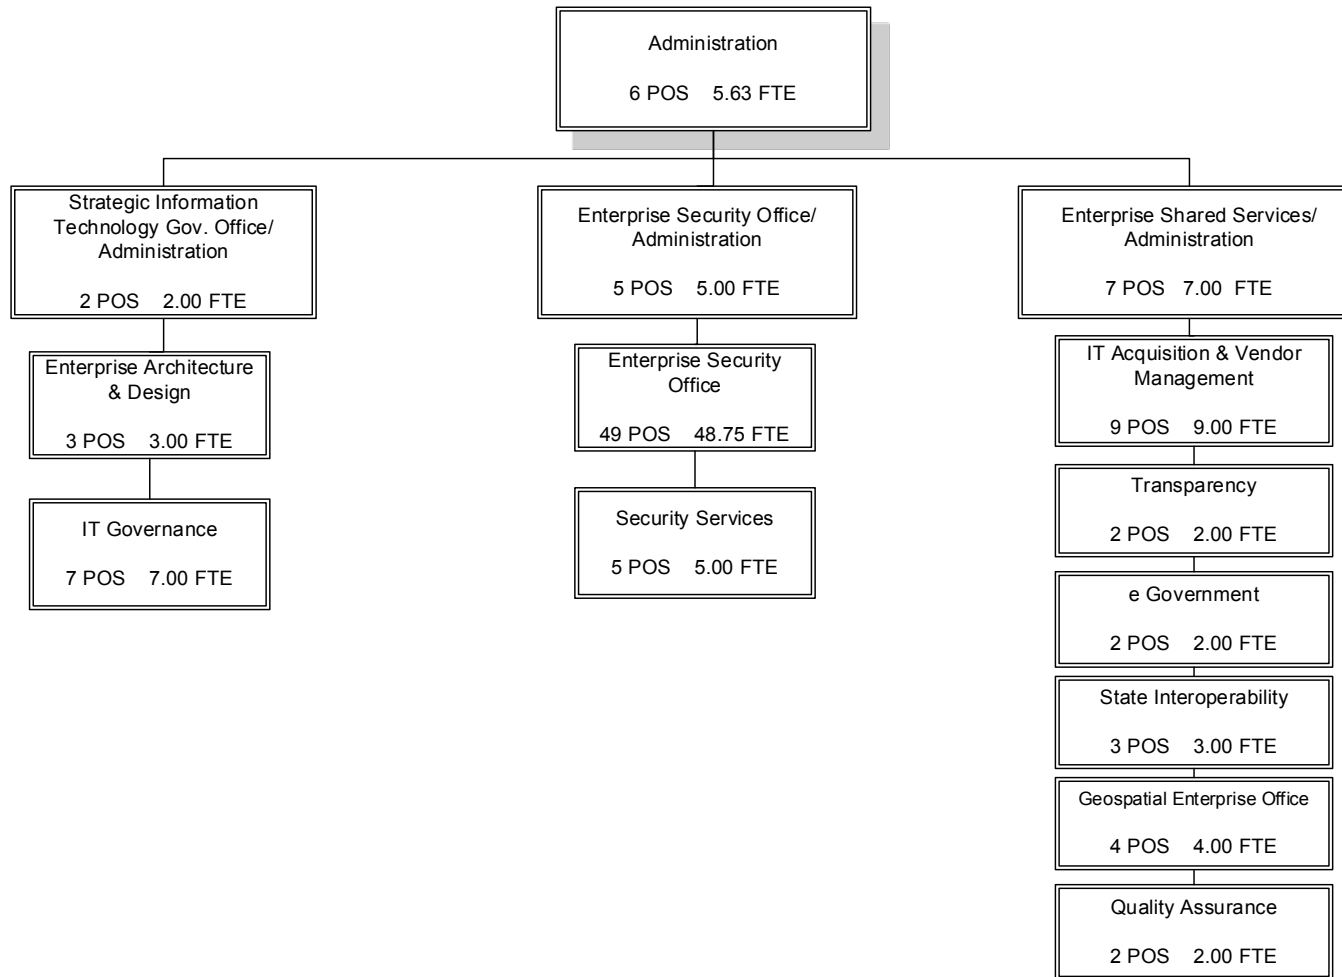 Administration
6 POS 5.63 FTE
Strategic Information
Technology Gov. Office/
Administration
2 POS 2.00 FTE
Enterprise Architecture
& Design
3 POS 3.00 FTE
IT Governance
7 POS 7.00 FTE
Enterprise Security Office/
Administration
5 POS 5.00 FTE
Enterprise Security
Office
49 POS 48.75 FTE
Security Services
5 POS 5.00 FTE
Enterprise Shared Services/
Administration
7 POS 7.00 FTE
IT Acquisition & Vendor
Management
9 POS 9.00 FTE
Transparency
2 POS 2.00 FTE
e Government
2 POS 2.00 FTE
State Interoperability
3 POS 3.00 FTE
Geospatial Enterprise Office
4 POS 4.00 FTE
Quality Assurance
2 POS 2.00 FTE